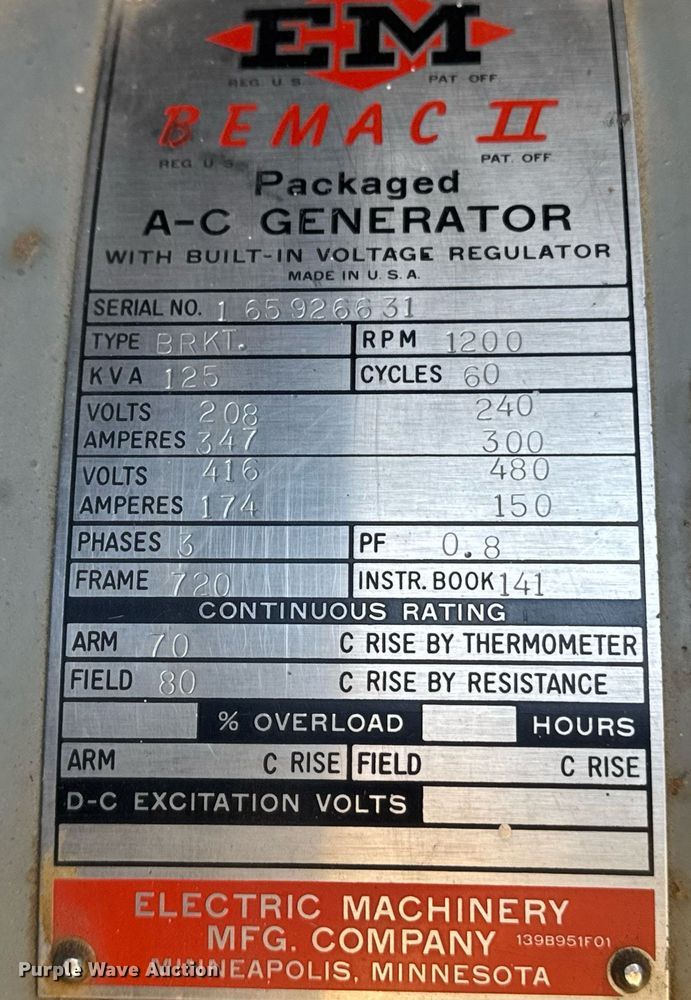 EM
REG. U.S. PAT. OFF.
BEMAC II
REG. U.S. PAT. OFF.
Packaged
A-C GENERATOR
WITH BUILT-IN VOLTAGE REGULATOR
MADE IN U.S.A.
SERIAL NO. 165926631
TYPE BRKT. RPM 1200
KVA 125 CYCLES 60
VOLTS 208 240
AMPERES 347 300
VOLTS 416 480
AMPERES 174 150
PHASES 3 PF 0.8
FRAME 720 INSTR. BOOK 141
CONTINUOUS RATING
ARM 70 C RISE BY THERMOMETER
FIELD 80 C RISE BY RESISTANCE
% OVERLOAD HOURS
ARM C RISE FIELD C RISE
D-C EXCITATION VOLTS
ELECTRIC MACHINERY
MFG. COMPANY 139B951F01
MINNEAPOLIS, MINNESOTA
Purple Wave Auction